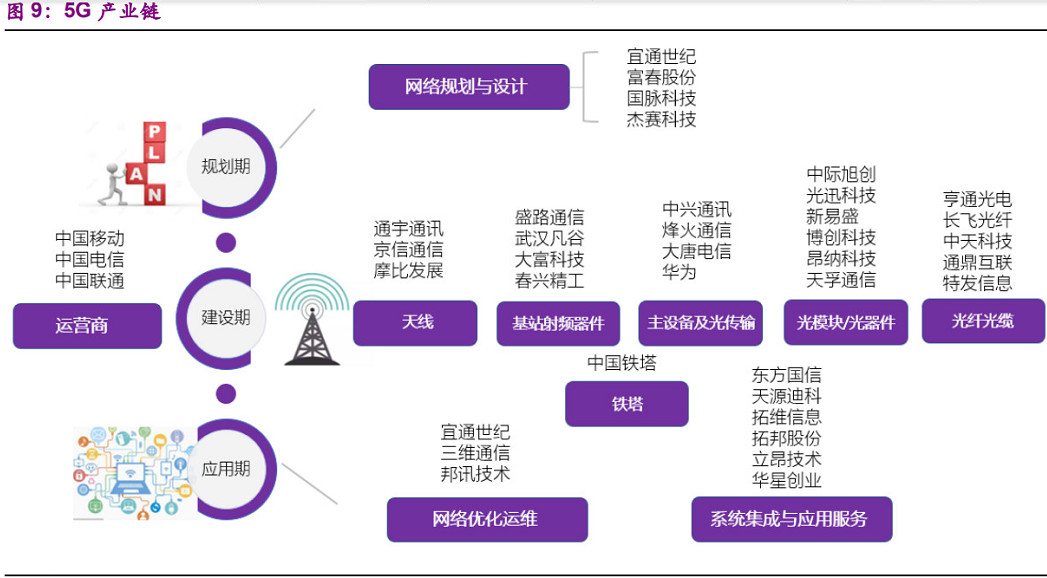 图 9：5G 产业链
网络规划与设计
宜通世纪
富春股份
国脉科技
杰赛科技
P
L
A
N
规划期
中国移动
中国电信
中国联通
运营商
建设期
通宇通讯
京信通信
摩比发展
天线
盛路通信
武汉凡谷
大富科技
春兴精工
基站射频器件
中兴通讯
烽火通信
大唐电信
华为
主设备及光传输
中际旭创
光迅科技
新易盛
博创科技
昂纳科技
天孚通信
光模块/光器件
亨通光电
长飞光纤
中天科技
通鼎互联
特发信息
光纤光缆
中国铁塔
铁塔
应用期
宜通世纪
三维通信
邦讯技术
网络优化运维
东方国信
天源迪科
拓维信息
拓邦股份
立昂技术
华星创业
系统集成与应用服务